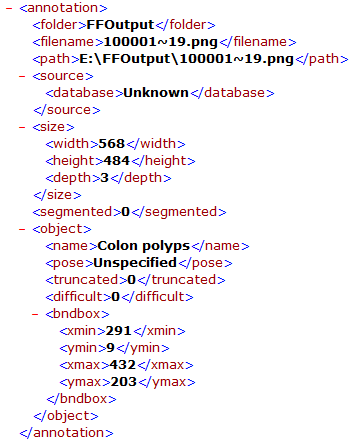 − <annotation>
<folder>FFOutput</folder>
<filename>100001~19.png</filename>
<path>E:\FFOutput\100001~19.png</path>
− <source>
<database>Unknown</database>
</source>
− <size>
<width>568</width>
<height>484</height>
<depth>3</depth>
</size>
<segmented>0</segmented>
− <object>
<name>Colon polyps</name>
<pose>Unspecified</pose>
<truncated>0</truncated>
<difficult>0</difficult>
− <bndbox>
<xmin>291</xmin>
<ymin>9</ymin>
<xmax>432</xmax>
<ymax>203</ymax>
</bndbox>
</object>
</annotation>